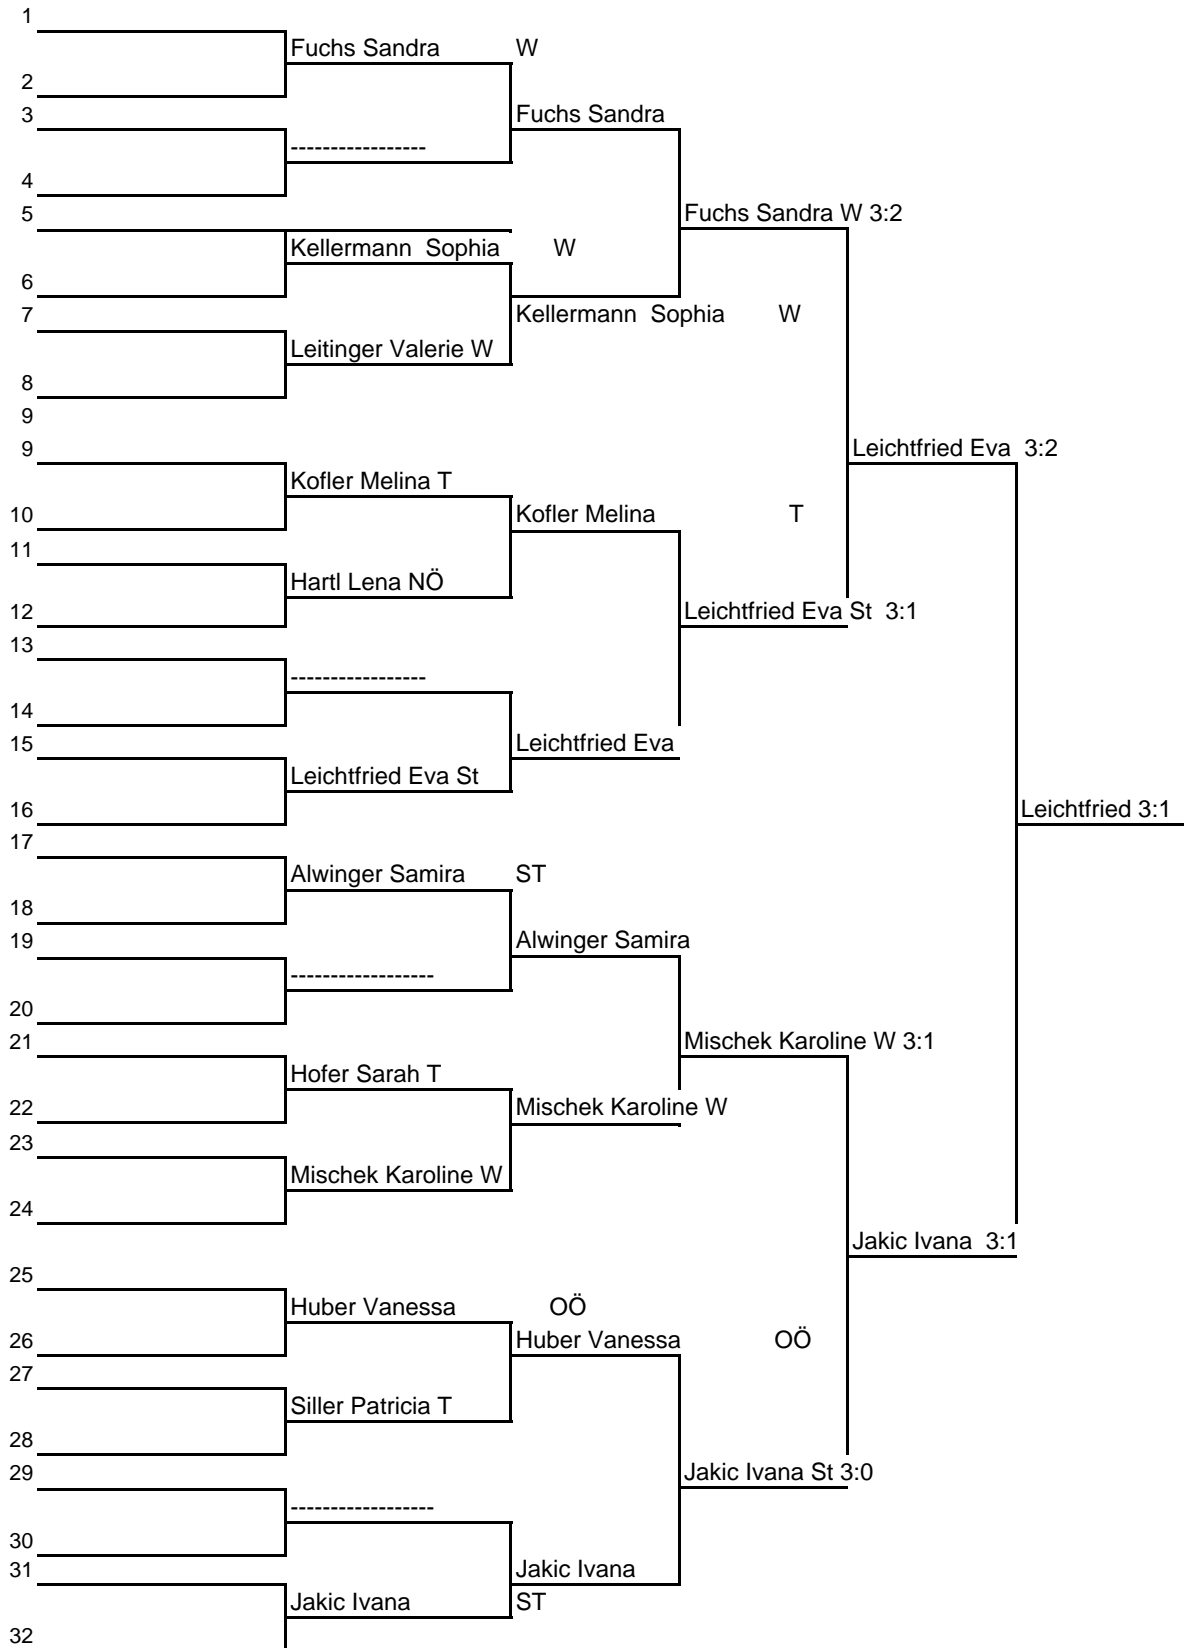 1
Fuchs Sandra W
2
3
Fuchs Sandra
-----------------
4
5
Fuchs Sandra W 3:2
Kellermann  Sophia W
6
7
Kellermann  Sophia W
Leitinger Valerie W
8
9
9
Leichtfried Eva  3:2
Kofler Melina T
10
Kofler Melina T
11
Hartl Lena NÖ
12
Leichtfried Eva St  3:1
13
-----------------
14
15
Leichtfried Eva
Leichtfried Eva St
16
Leichtfried 3:1
17
Alwinger Samira ST
18
19
Alwinger Samira
------------------
20
21
Mischek Karoline W 3:1
Hofer Sarah T
22
Mischek Karoline W
23
Mischek Karoline W
24
Jakic Ivana  3:1
25
Huber Vanessa OÖ
26
Huber Vanessa OÖ
27
Siller Patricia T
28
29
Jakic Ivana St 3:0
------------------
30
31
Jakic Ivana
Jakic Ivana ST
32